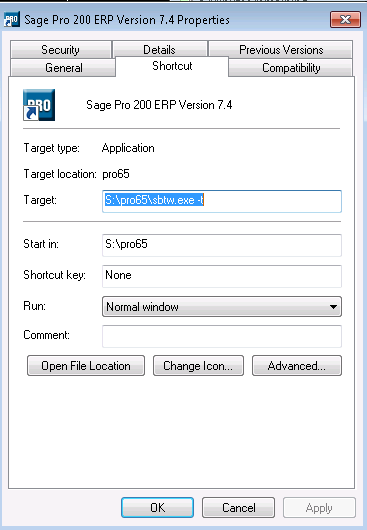 Sage Pro 200 ERP Version 7.4 Properties
Security Details Previous Versions
General Shortcut Compatibility
PRO Sage Pro 200 ERP Version 7.4
Target type: Application
Target location: pro65
Target: S:\pro65\sbtw.exe -t
Start in: S:\pro65
Shortcut key: None
Run: Normal window
Comment:
Open File Location Change Icon... Advanced...
OK Cancel Apply